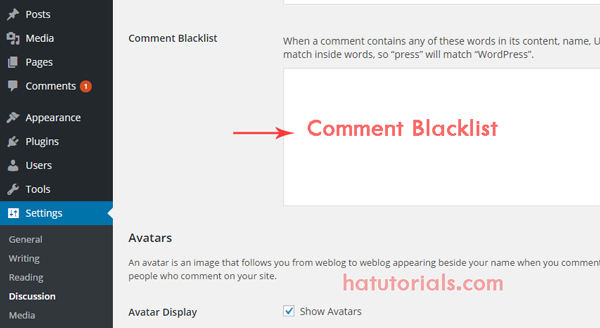 Posts
Media
Pages
Comments 1
Appearance
Plugins
Users
Tools
Settings
General
Writing
Reading
Discussion
Media
Comment Blacklist
When a comment contains any of these words in its content, name, U
match inside words, so “press” will match “WordPress”.
Comment Blacklist
Avatars
An avatar is an image that follows you from weblog to weblog appearing beside your name when you comment
people who comment on your site.
hatutorials.com
Avatar Display
Show Avatars